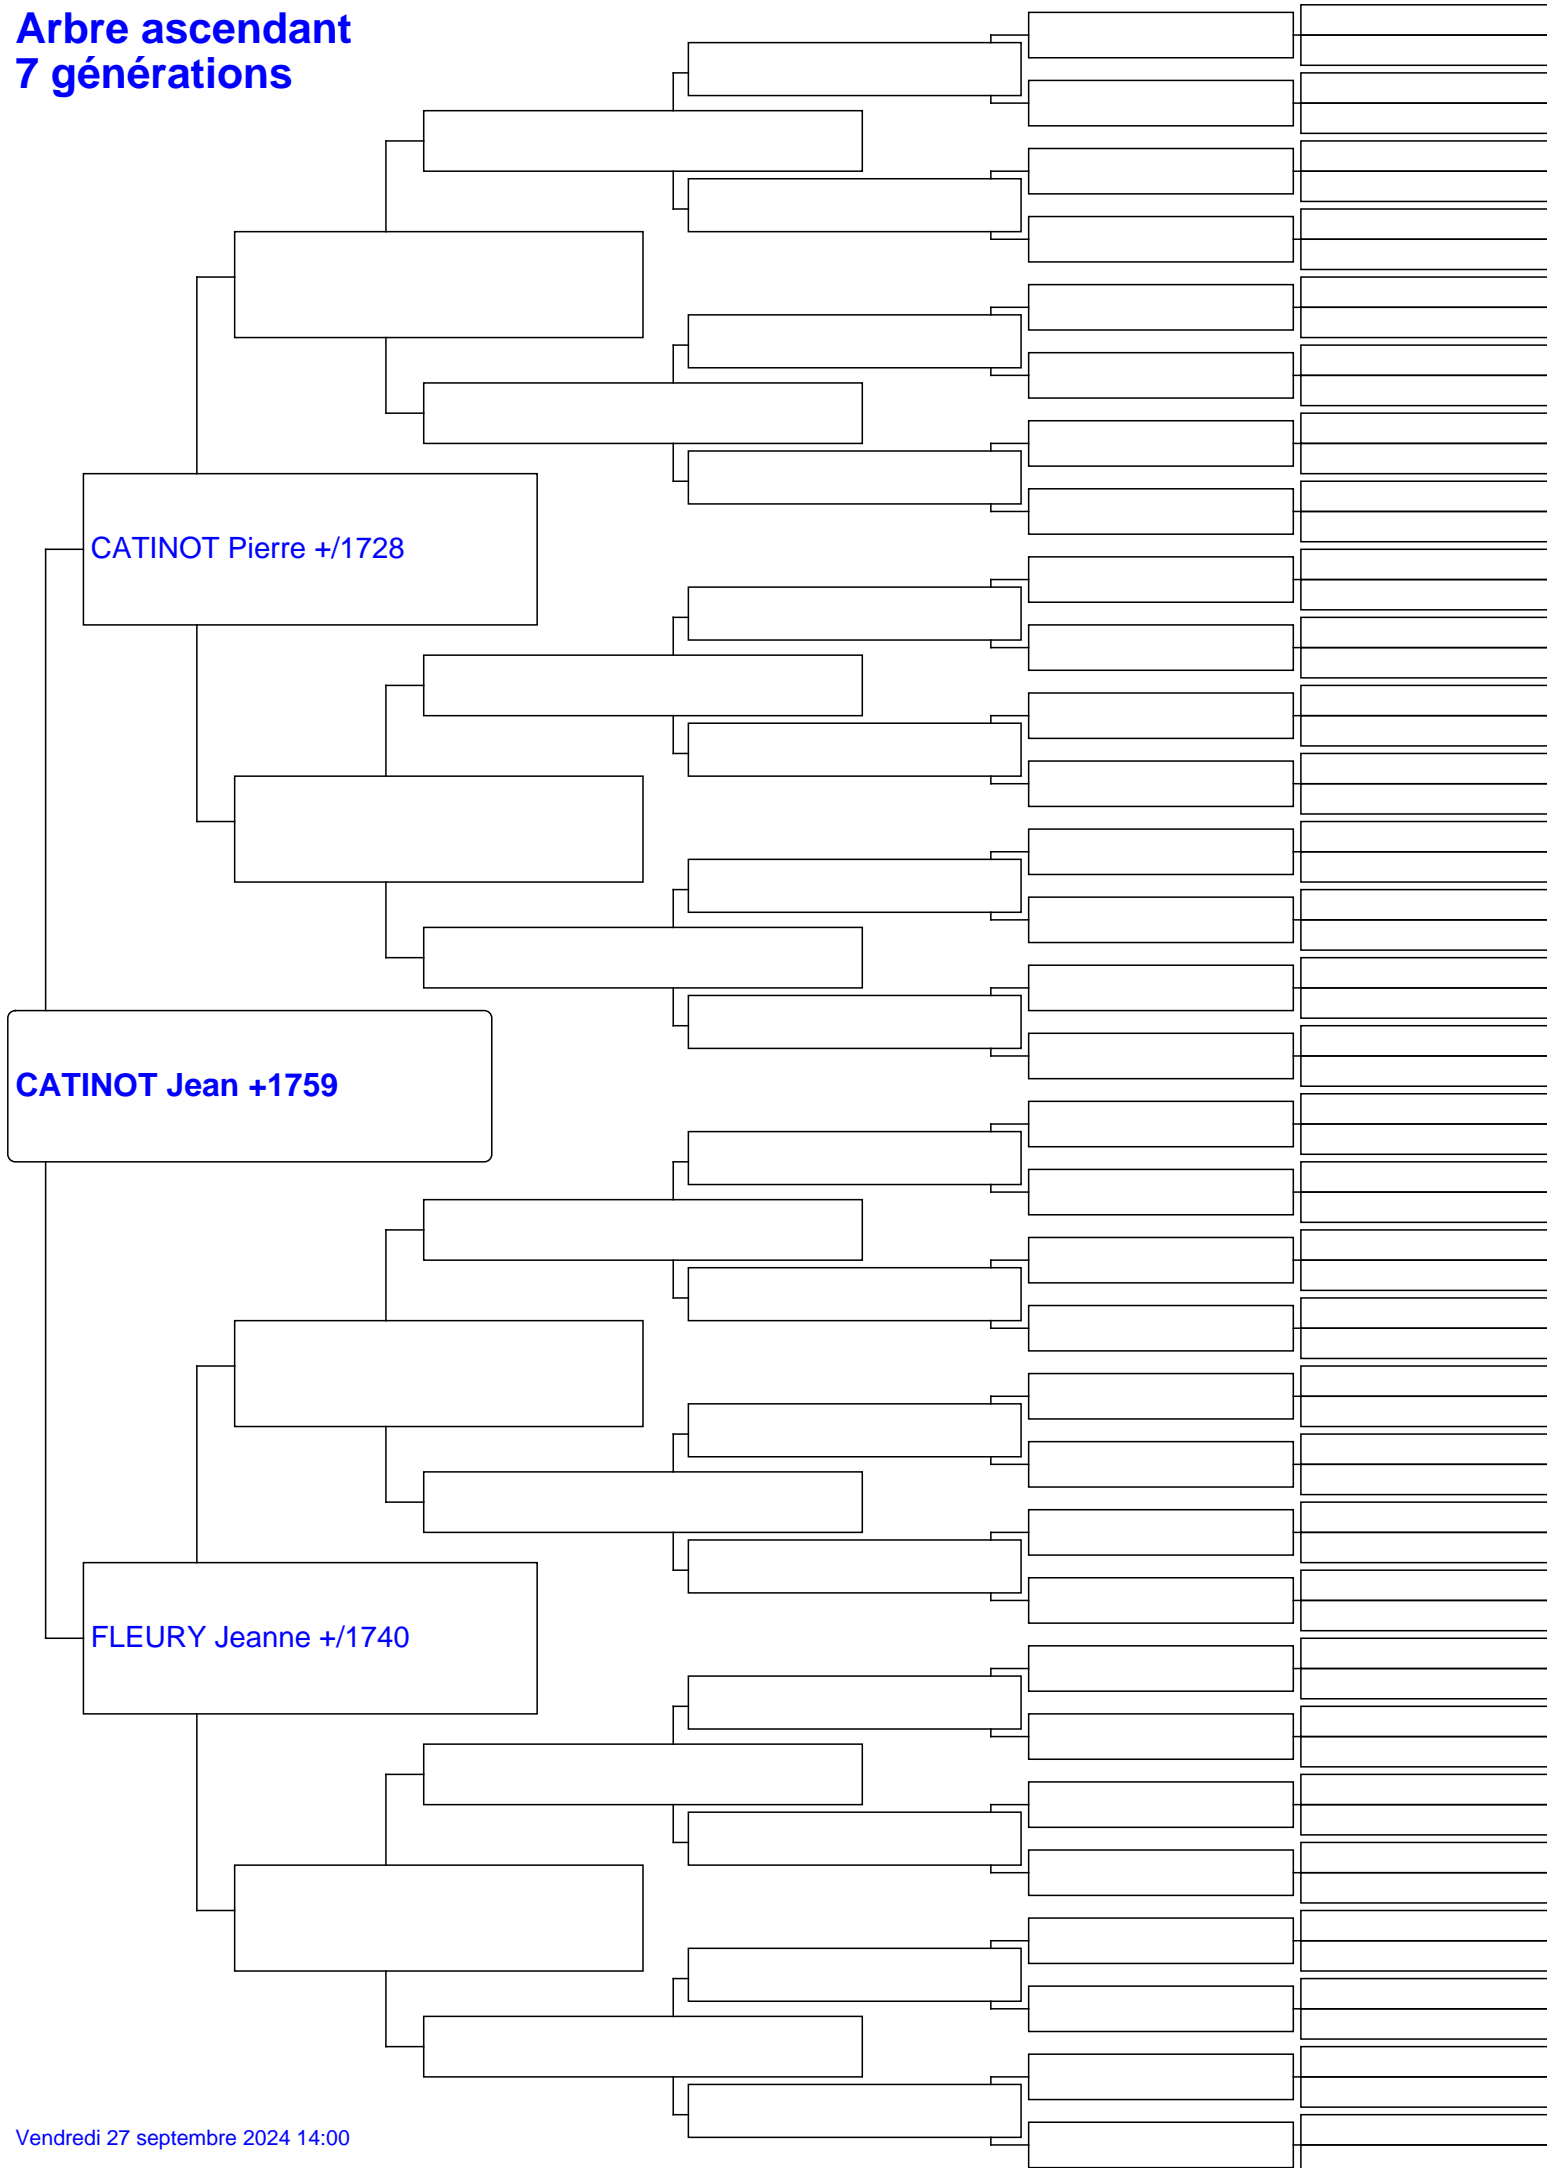 Arbre ascendant
7 générations
CATINOT Pierre +/1728
CATINOT Jean +1759
FLEURY Jeanne +/1740
Vendredi 27 septembre 2024 14:00